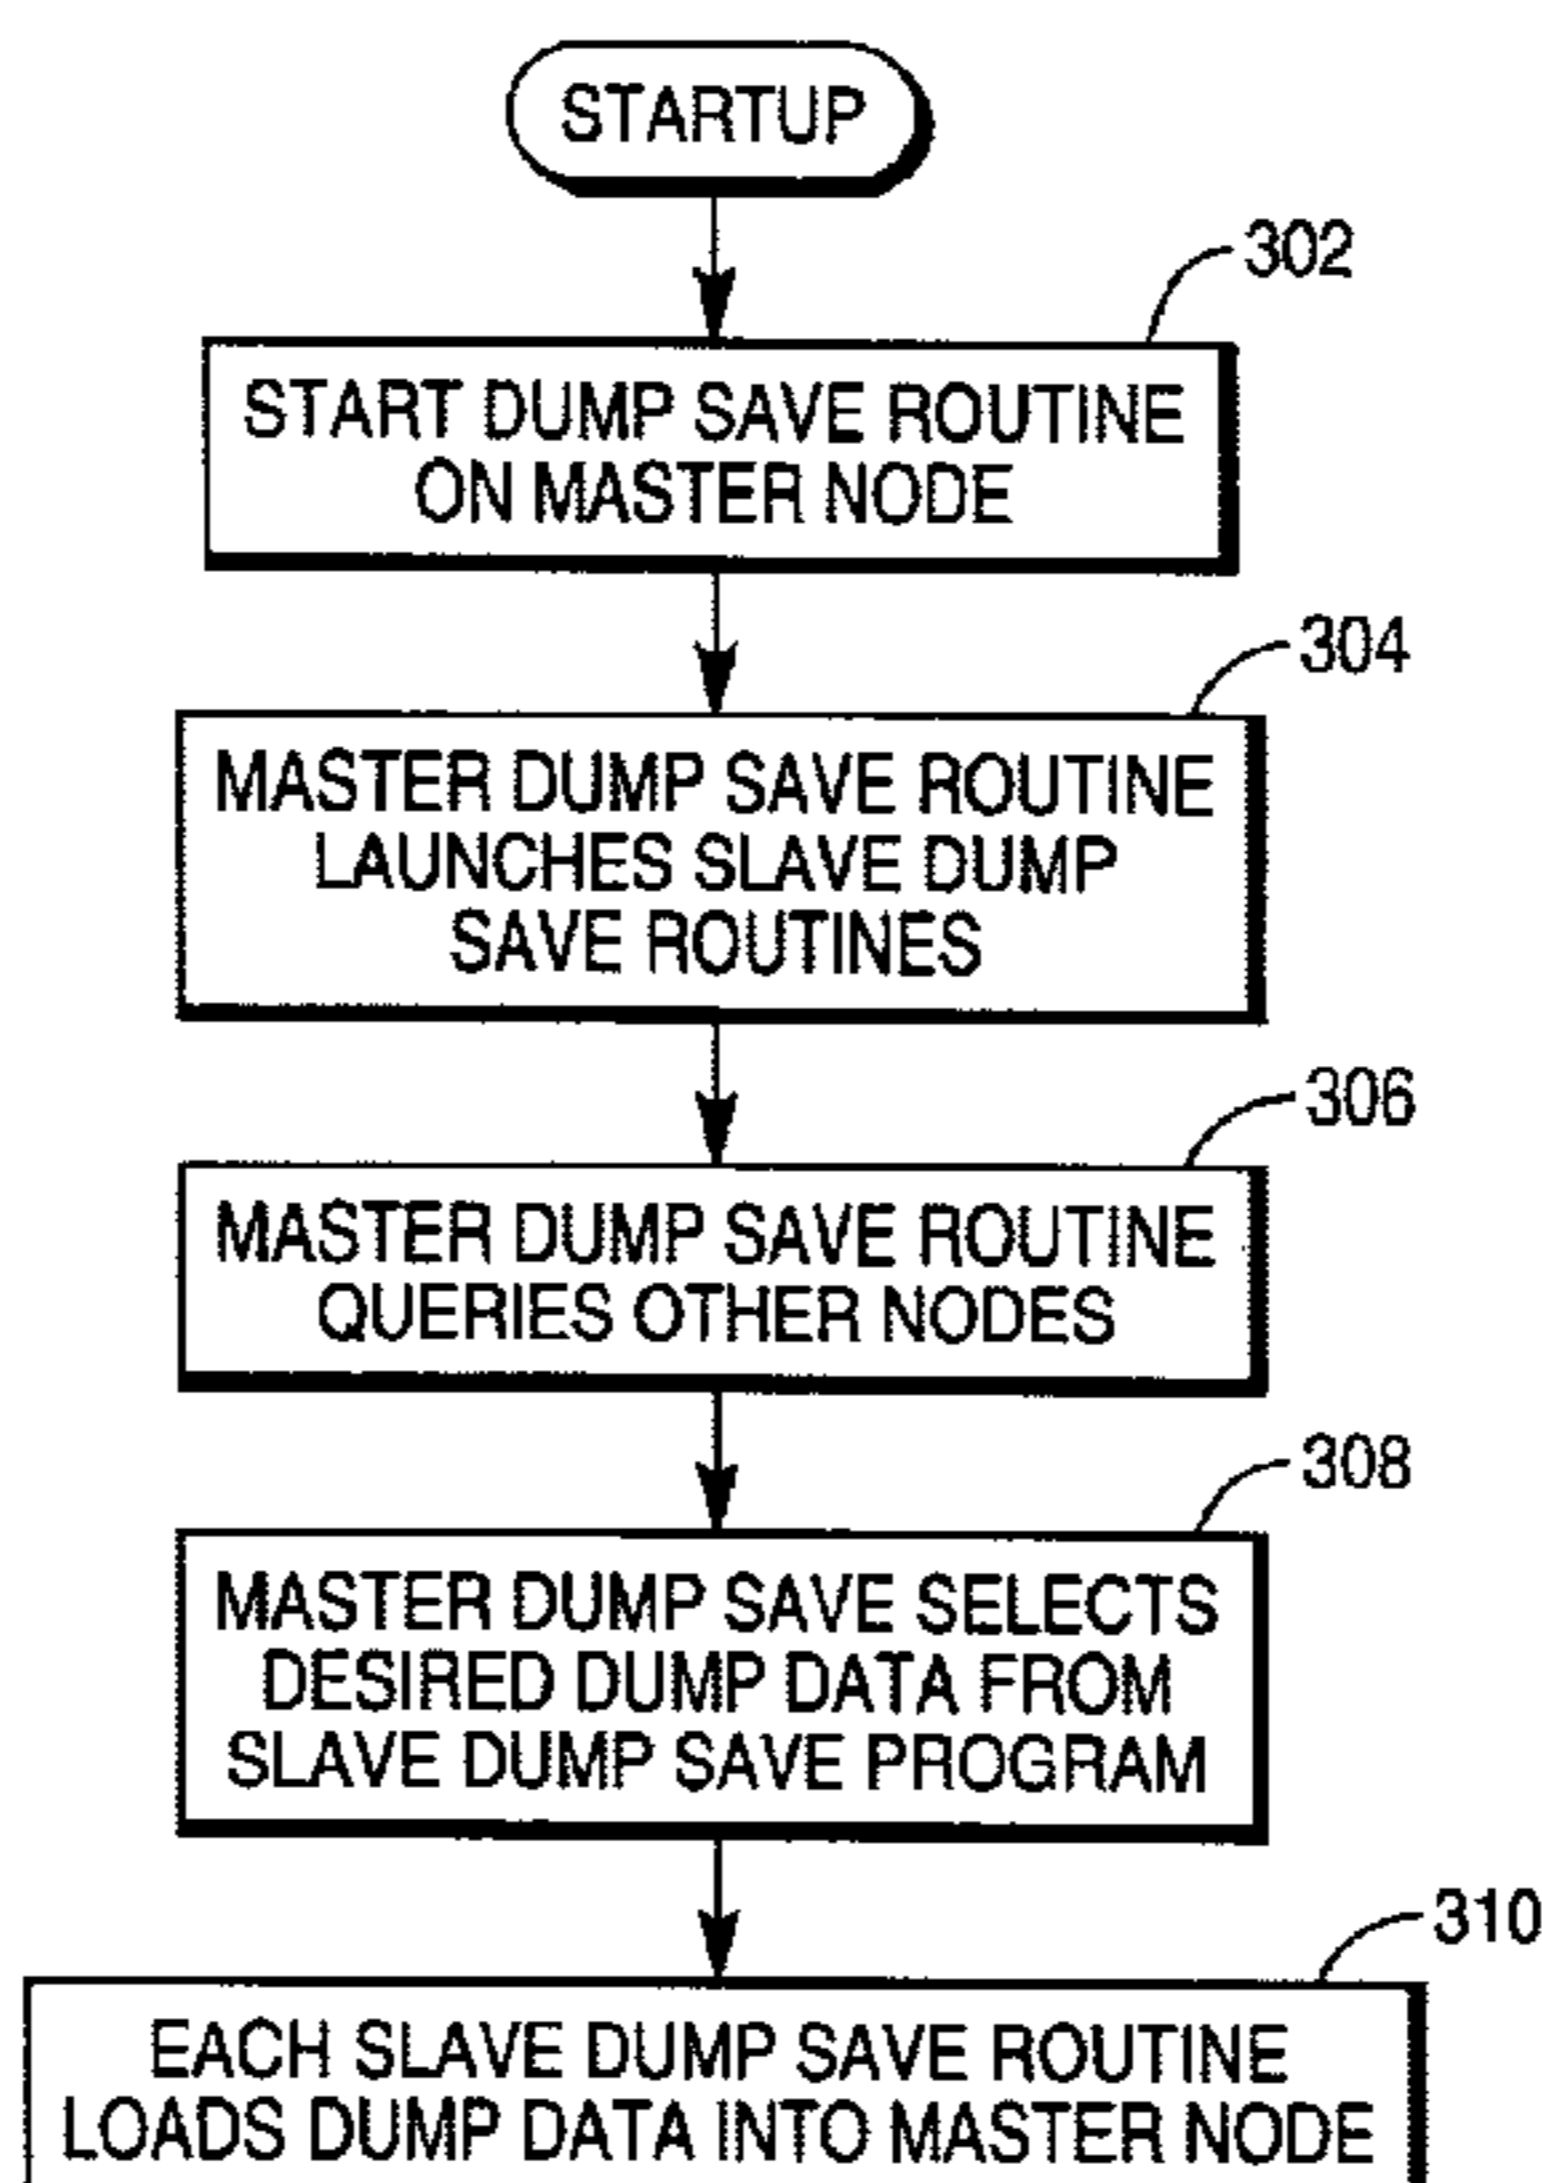 STARTUP
302
START DUMP SAVE ROUTINE
ON MASTER NODE
304
MASTER DUMP SAVE ROUTINE
LAUNCHES SLAVE DUMP
SAVE ROUTINES
306
MASTER DUMP SAVE ROUTINE
QUERIES OTHER NODES
308
MASTER DUMP SAVE SELECTS
DESIRED DUMP DATA FROM
SLAVE DUMP SAVE PROGRAM
310
EACH SLAVE DUMP SAVE ROUTINE
LOADS DUMP DATA INTO MASTER NODE